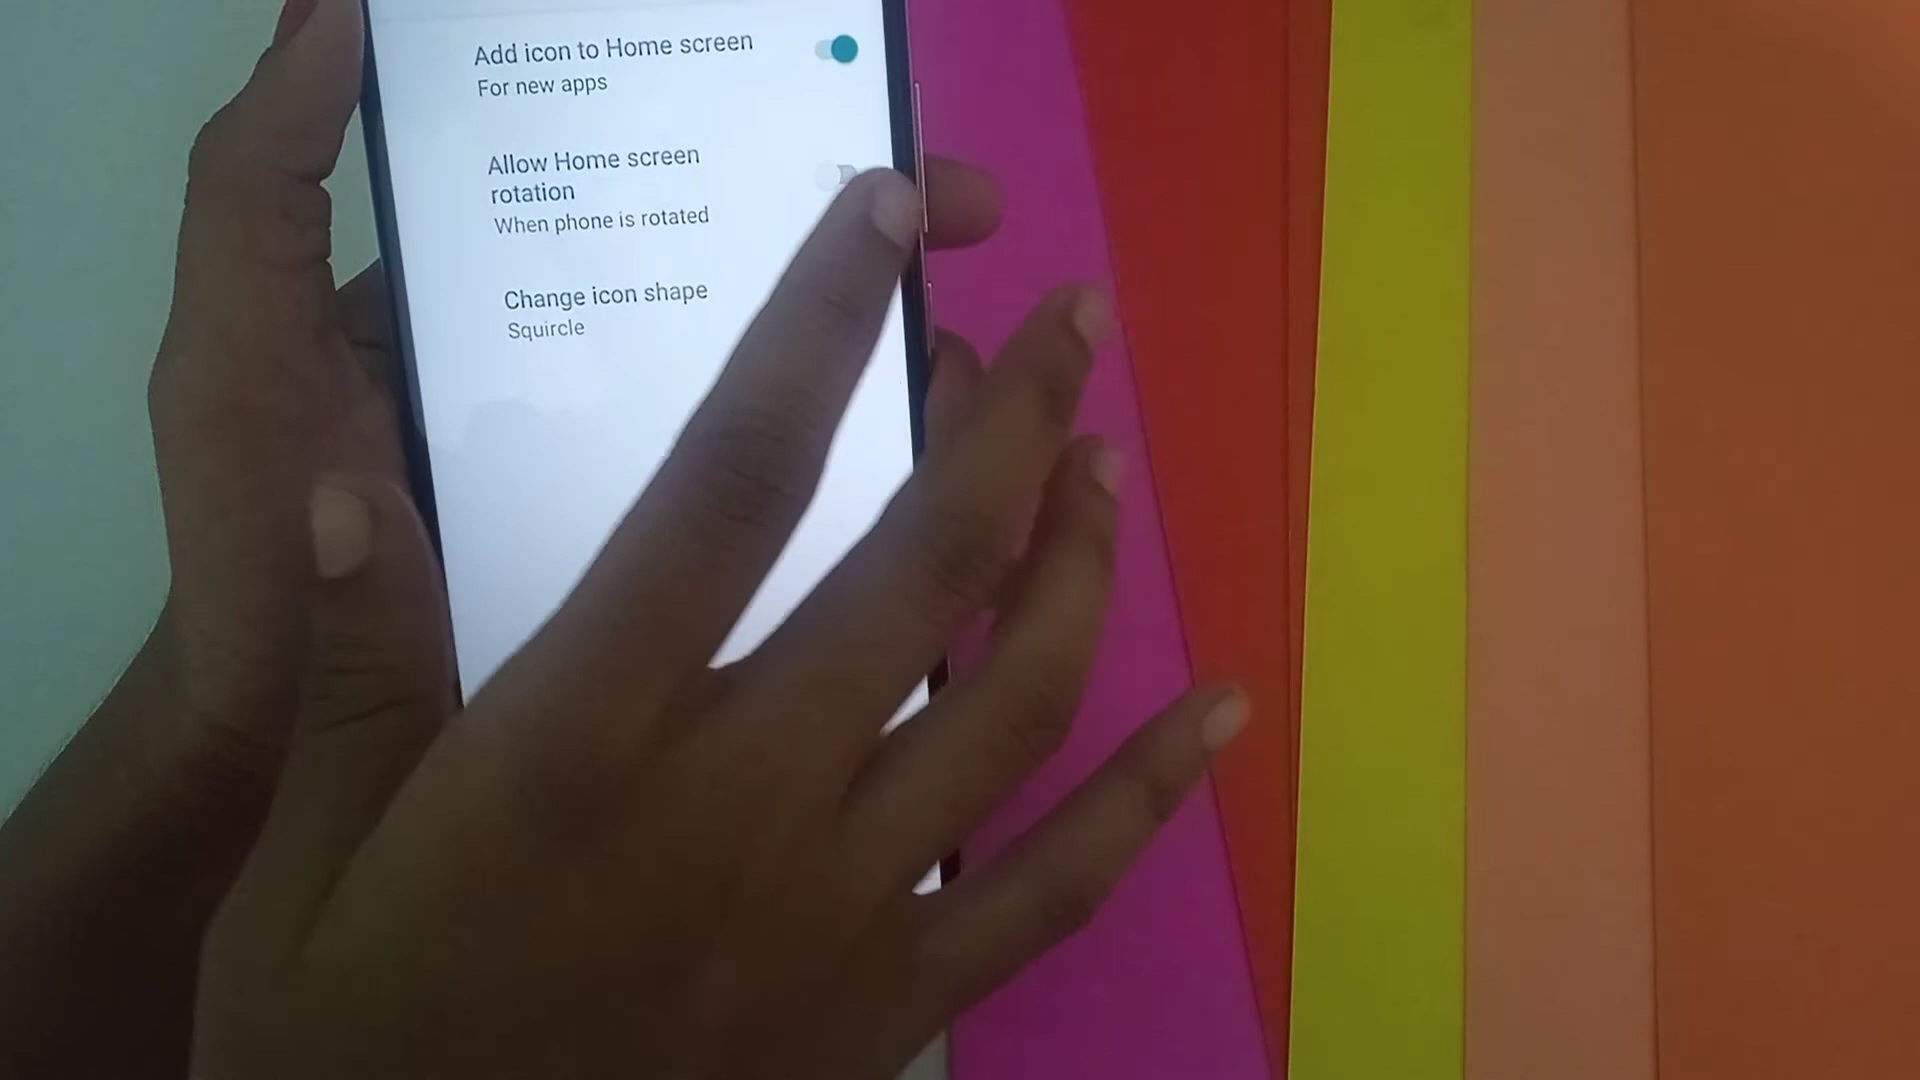 Add icon to Home screen
For new apps
Allow Home screen
rotation
When phone is rotated
Change icon shape
Squircle